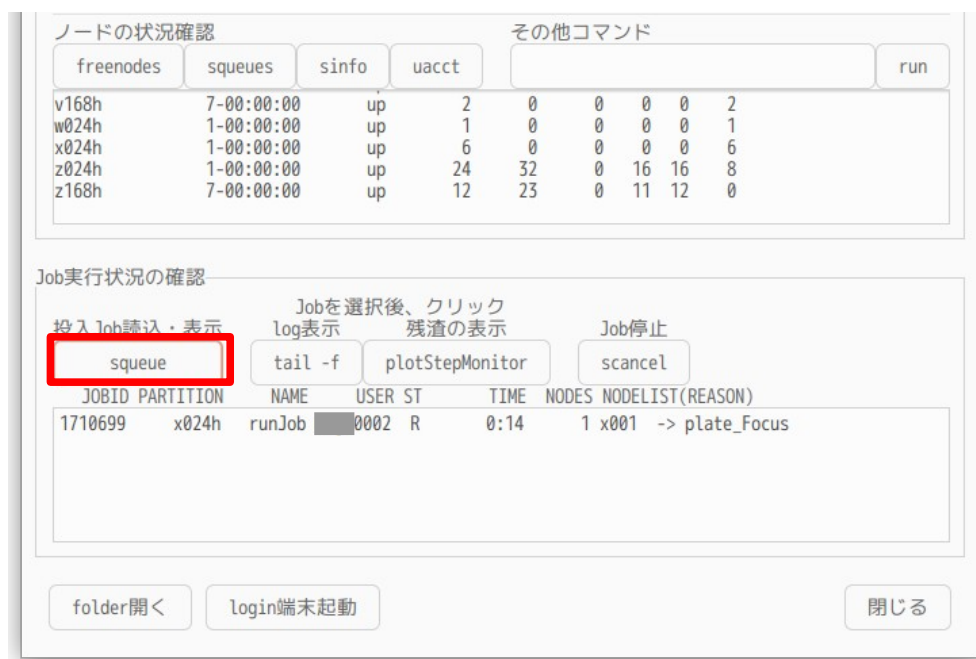 ノードの状況確認 その他コマンド
freenodes squeues sinfo uacct run
v168h 7-00:00:00 up 2 0 0 0 0 2
w024h 1-00:00:00 up 1 0 0 0 0 1
x024h 1-00:00:00 up 6 0 0 0 0 6
z024h 1-00:00:00 up 24 32 0 16 16 8
z168h 7-00:00:00 up 12 23 0 11 12 0
Job実行状況の確認
Jobを選択後、クリック
投入Job読込・表示 log表示 残渣の表示 Job停止
squeue tail -f plotStepMonitor scancel
JOBID PARTITION NAME USER ST TIME NODES NODELIST(REASON)
1710699 x024h runJob 0002 R 0:14 1 x001 -> plate_Focus
folder開く login端末起動 閉じる